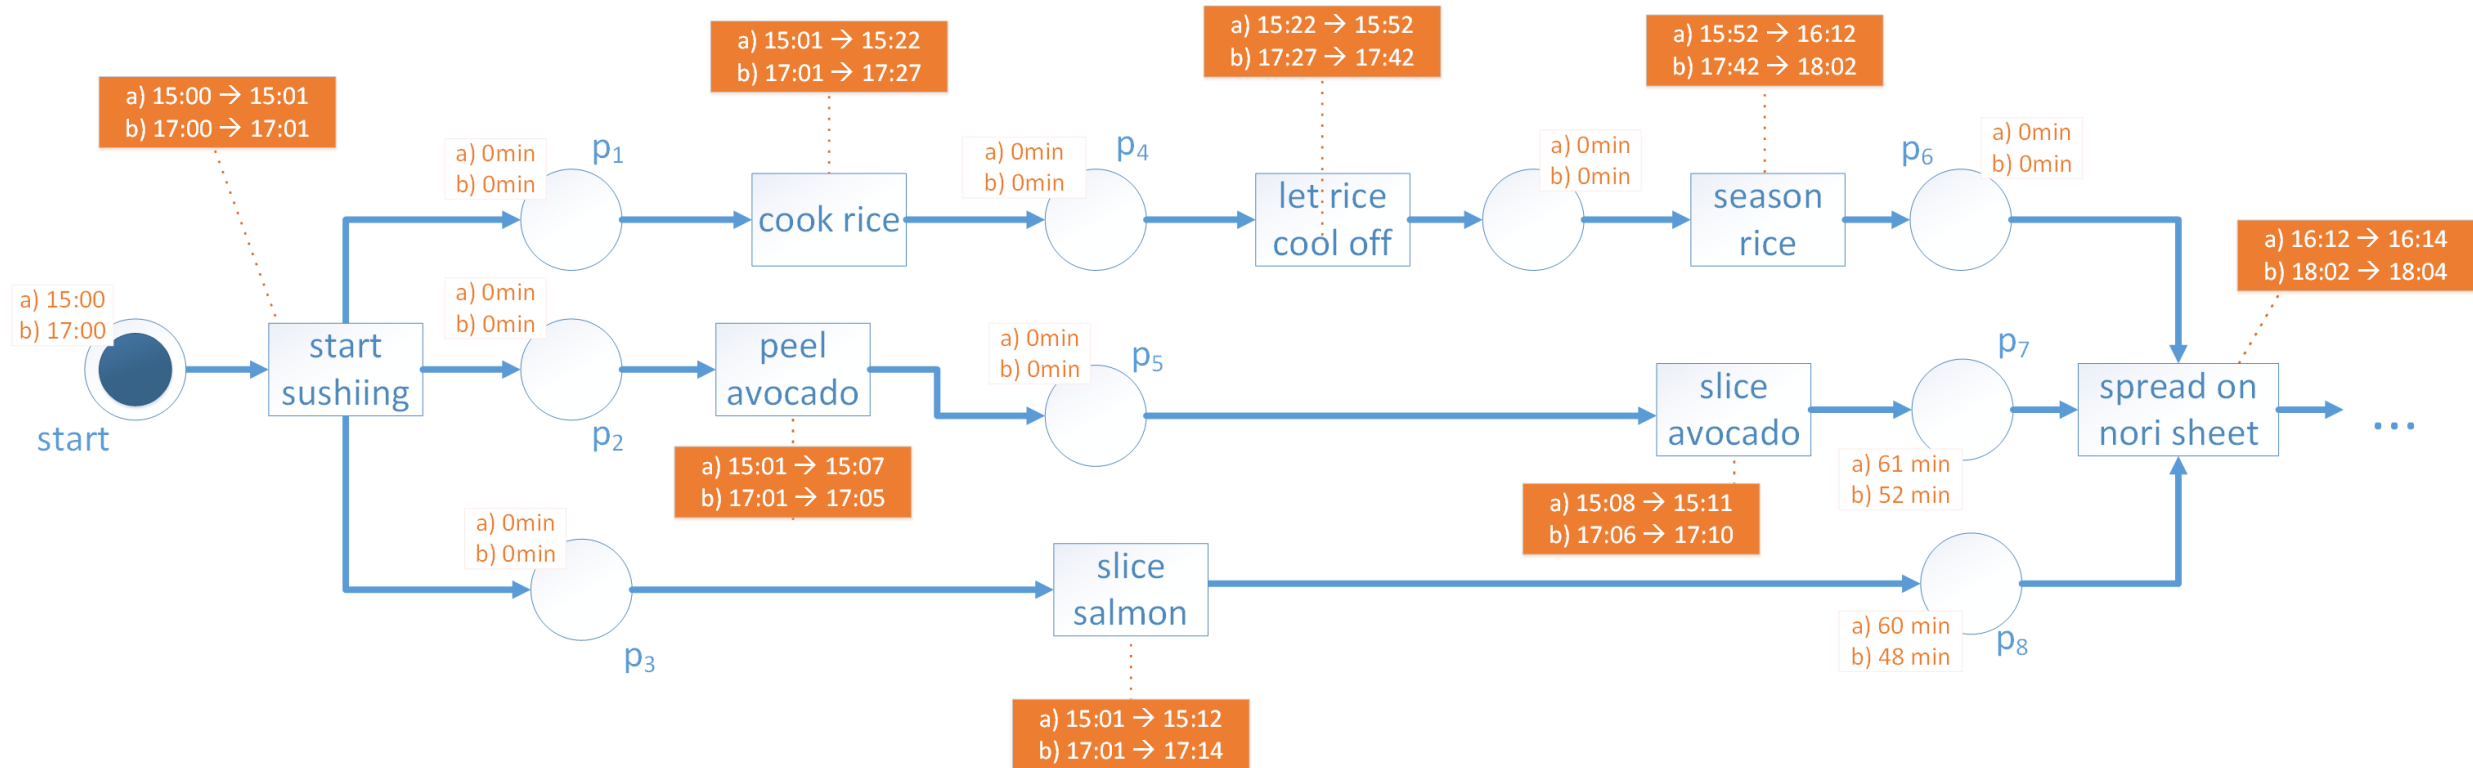 a) 15:00 → 15:01
b) 17:00 → 17:01
a) 15:01 → 15:22
b) 17:01 → 17:27
a) 15:22 → 15:52
b) 17:27 → 17:42
a) 15:52 → 16:12
b) 17:42 → 18:02
a) 0min
b) 0min
p1
cook rice
a) 0min
b) 0min
p4
let rice
cool off
a) 0min
b) 0min
season
rice
p6
a) 0min
b) 0min
a) 16:12 → 16:14
b) 18:02 → 18:04
a) 15:00
b) 17:00
start
start
sushiing
a) 0min
b) 0min
p2
peel
avocado
a) 15:01 → 15:07
b) 17:01 → 17:05
a) 0min
b) 0min
p5
slice
avocado
a) 15:08 → 15:11
b) 17:06 → 17:10
p7
a) 61 min
b) 52 min
spread on
nori sheet
...
a) 0min
b) 0min
p3
slice
salmon
a) 15:01 → 15:12
b) 17:01 → 17:14
a) 60 min
b) 48 min
p8